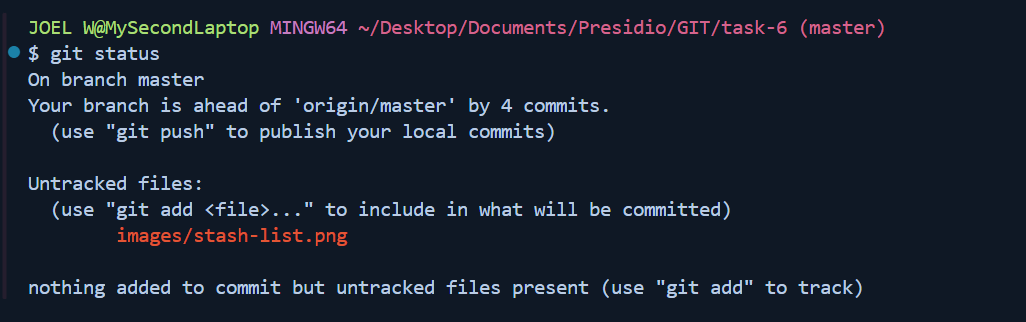 JOEL W@MySecondLaptop MINGW64 ~/Desktop/Documents/Presidio/GIT/task-6 (master)
$ git status
On branch master
Your branch is ahead of 'origin/master' by 4 commits.
  (use "git push" to publish your local commits)

Untracked files:
  (use "git add <file>..." to include in what will be committed)
        images/stash-list.png

nothing added to commit but untracked files present (use "git add" to track)